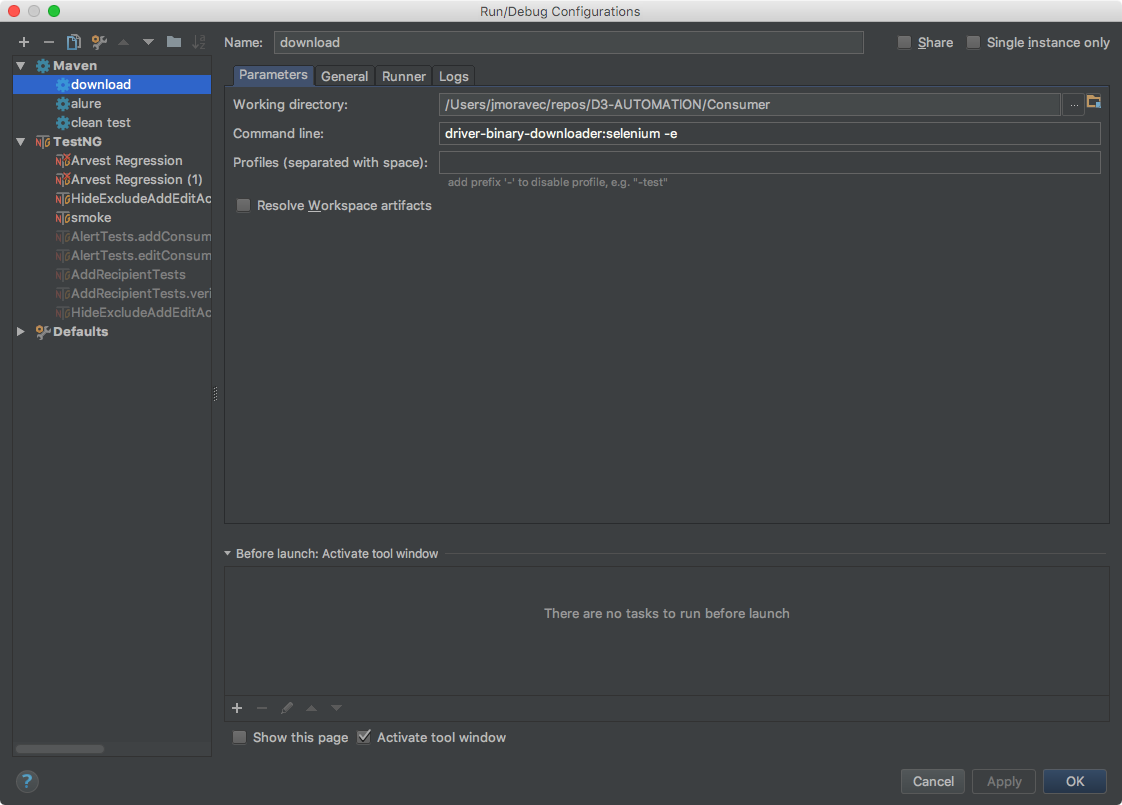 Run/Debug Configurations
Name: download
Share
Single instance only
Maven
download
alure
clean test
TestNG
Arvest Regression
Arvest Regression (1)
HideExcludeAddEditAc
smoke
AlertTests.addConsum
AlertTests.editConsum
AddRecipientTests
AddRecipientTests.veri
HideExcludeAddEditAc
Defaults
Parameters General Runner Logs
Working directory: /Users/jmoravec/repos/D3-AUTOMATION/Consumer ...
Command line: driver-binary-downloader:selenium -e
Profiles (separated with space):
add prefix '-' to disable profile, e.g. "-test"
Resolve Workspace artifacts
Before launch: Activate tool window
There are no tasks to run before launch
Show this page Activate tool window
? Cancel Apply OK